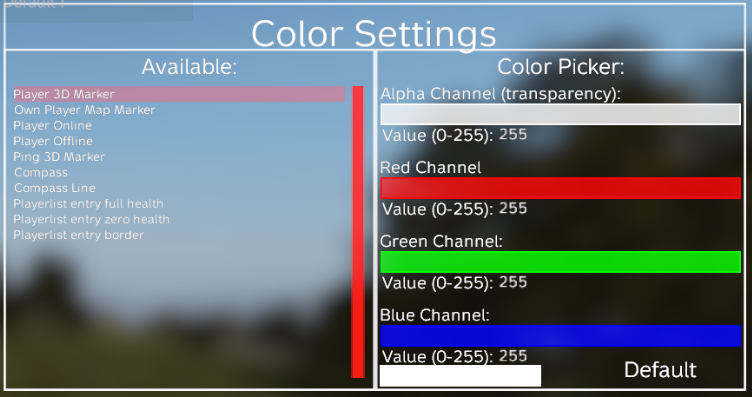 Default 1
Color Settings
Available:
Player 3D Marker
Own Player Map Marker
Player Online
Player Offline
Ping 3D Marker
Compass
Compass Line
Playerlist entry full health
Playerlist entry zero health
Playerlist entry border
Color Picker:
Alpha Channel (transparency):
Value (0-255): 255
Red Channel
Value (0-255): 255
Green Channel:
Value (0-255): 255
Blue Channel:
Value (0-255): 255
Default